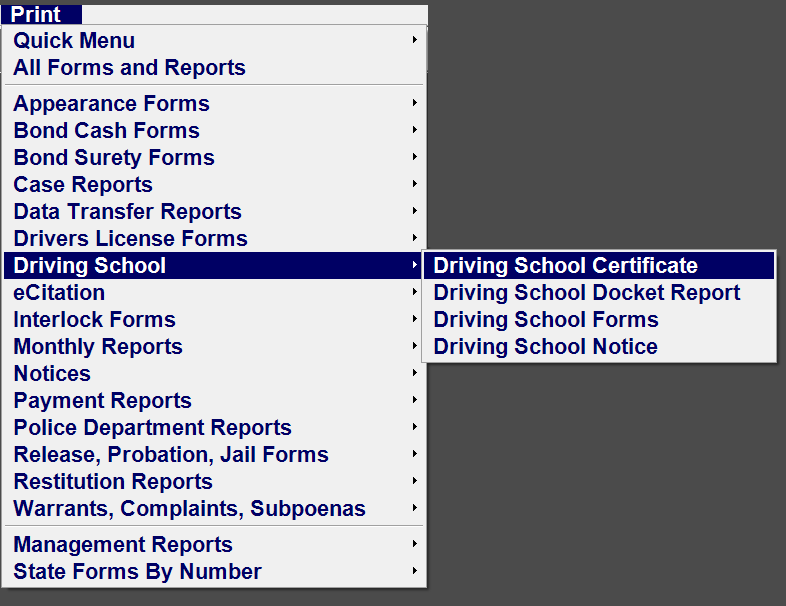 Print
Quick Menu
All Forms and Reports
Appearance Forms
Bond Cash Forms
Bond Surety Forms
Case Reports
Data Transfer Reports
Drivers License Forms
Driving School
eCitation
Interlock Forms
Monthly Reports
Notices
Payment Reports
Police Department Reports
Release, Probation, Jail Forms
Restitution Reports
Warrants, Complaints, Subpoenas
Management Reports
State Forms By Number
Driving School Certificate
Driving School Docket Report
Driving School Forms
Driving School Notice